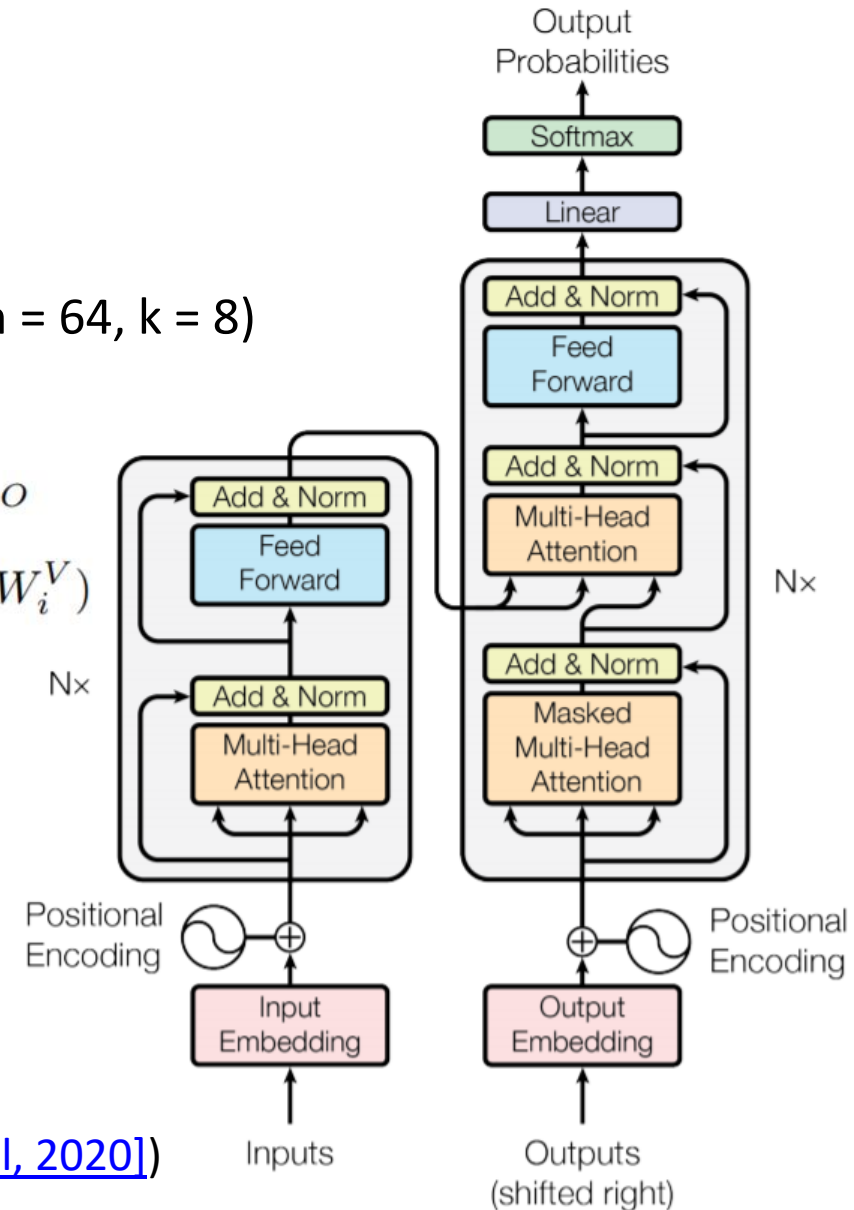 Output
Probabilities
Softmax
Linear
Add & Norm
Feed
Forward
Add & Norm
Multi-Head
Attention
Add & Norm
Masked
Multi-Head
Attention
N×
= 64, k = 8)
O
W_i^V)
Add & Norm
Feed
Forward
N×
Add & Norm
Multi-Head
Attention
Positional
Encoding
Positional
Encoding
Input
Embedding
Output
Embedding
l, 2020])
Inputs
Outputs
(shifted right)